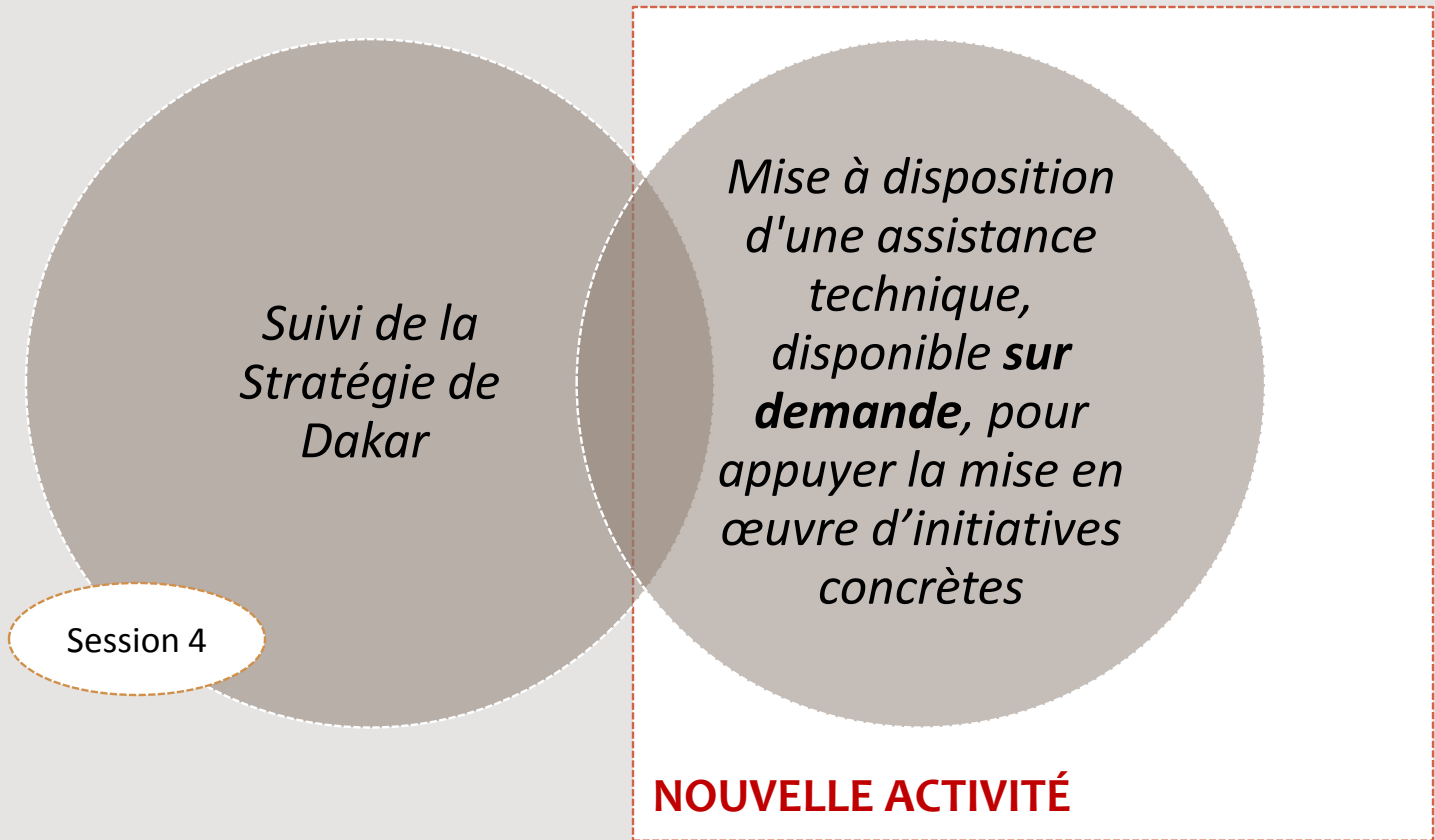 Suivi de la
Stratégie de
Dakar
Session 4
Mise à disposition
d'une assistance
technique,
disponible sur
demande, pour
appuyer la mise en
œuvre d’initiatives
concrètes
NOUVELLE ACTIVITÉ